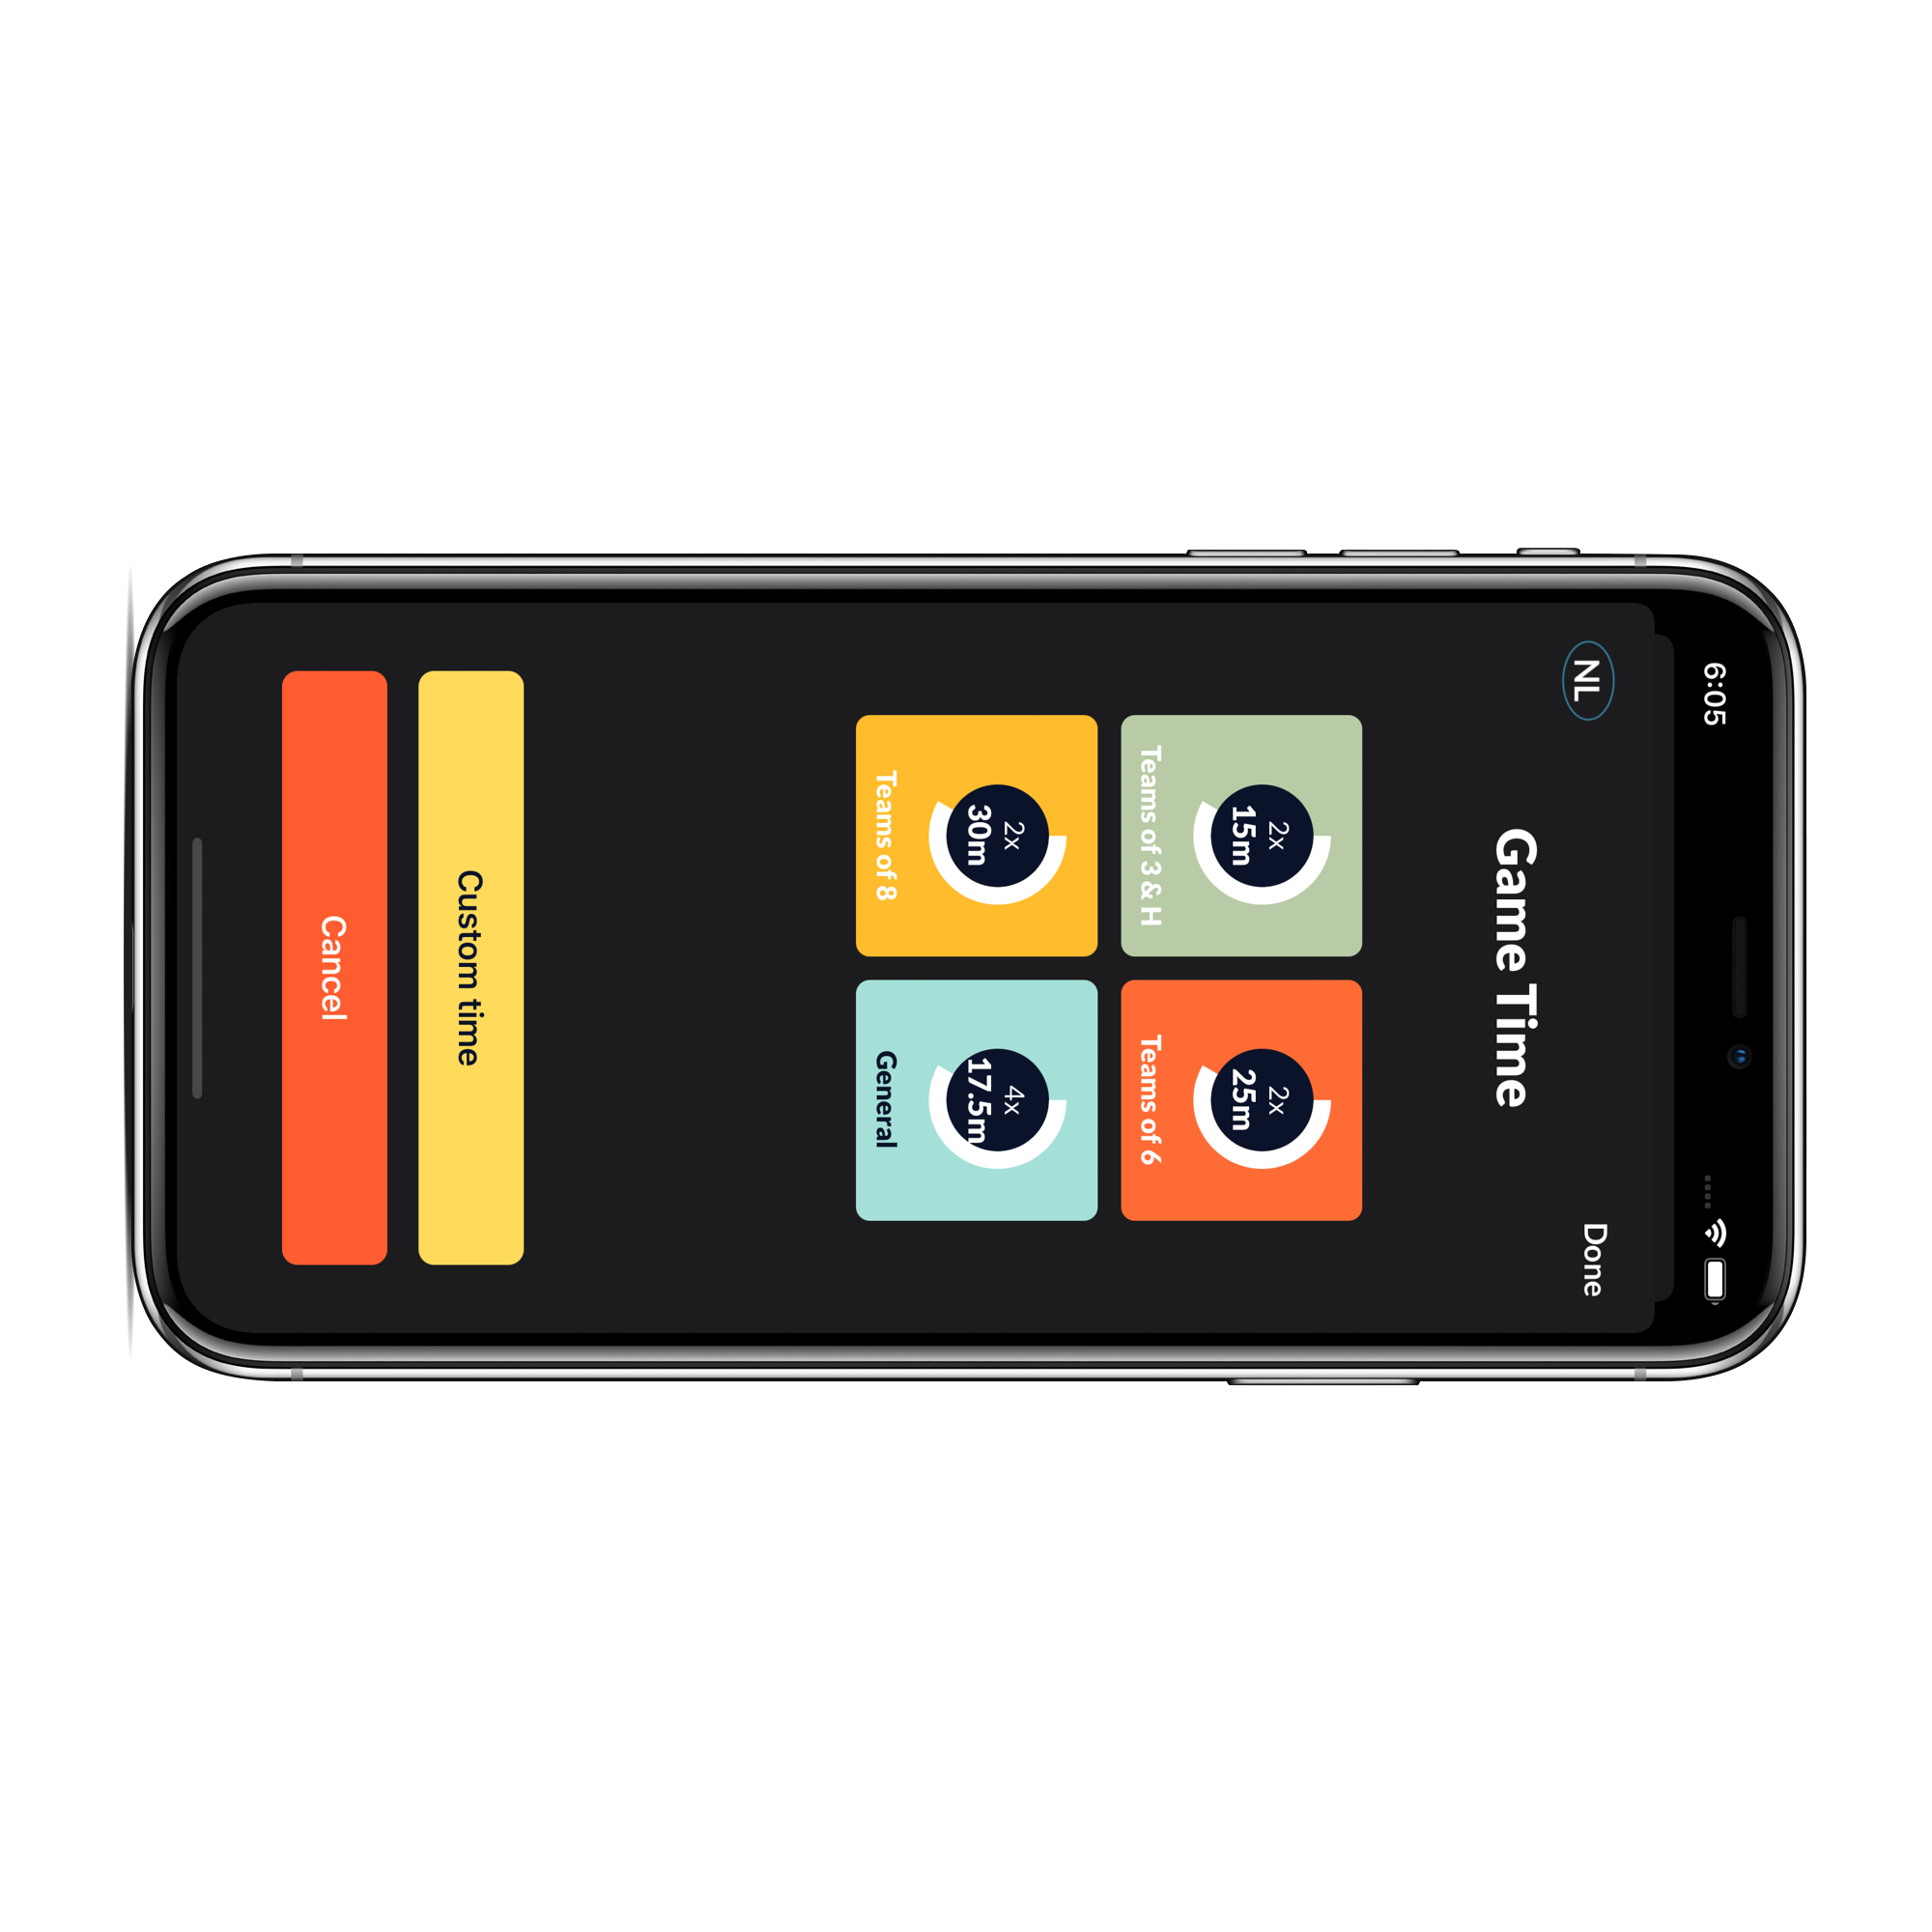 6:05
NL
Done
Game Time
2x
15m
Teams of 3 & H
2x
25m
Teams of 6
2x
30m
Teams of 8
4x
17.5m
General
Custom time
Cancel